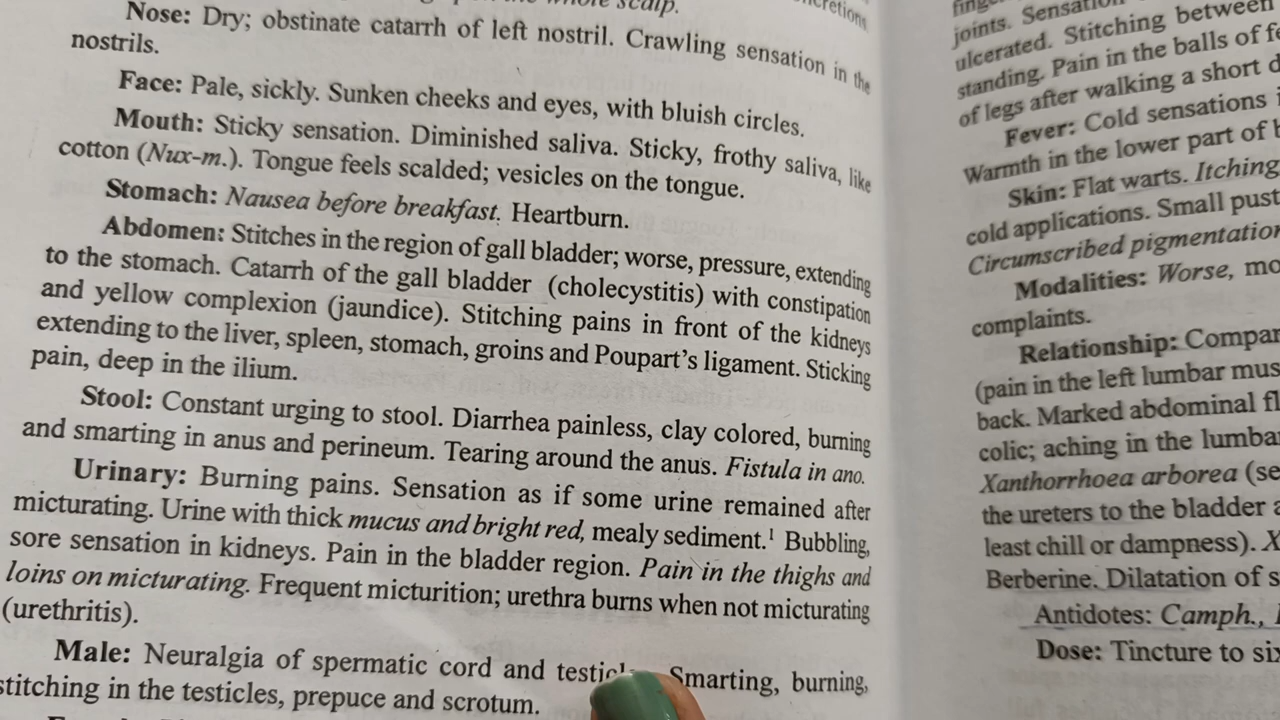 the whole scalp.
Nose: Dry; obstinate catarrh of left nostril. Crawling sensation in the
nostrils.
Face: Pale, sickly. Sunken cheeks and eyes, with bluish circles.
Mouth: Sticky sensation. Diminished saliva. Sticky, frothy saliva, like
cotton (Nux-m.). Tongue feels scalded; vesicles on the tongue.
Stomach: Nausea before breakfast. Heartburn.
Abdomen: Stitches in the region of gall bladder; worse, pressure, extending
to the stomach. Catarrh of the gall bladder (cholecystitis) with constipation
and yellow complexion (jaundice). Stitching pains in front of the kidneys
extending to the liver, spleen, stomach, groins and Poupart's ligament. Sticking
pain, deep in the ilium.
Stool: Constant urging to stool. Diarrhea painless, clay colored, burning
and smarting in anus and perineum. Tearing around the anus. Fistula in ano.
Urinary: Burning pains. Sensation as if some urine remained after
micturating. Urine with thick mucus and bright red, mealy sediment.¹ Bubbling,
sore sensation in kidneys. Pain in the bladder region. Pain in the thighs and
loins on micturating. Frequent micturition; urethra burns when not micturating
(urethritis).
Male: Neuralgia of spermatic cord and Smarting, burning,
stitching in the testicles, prepuce and scrotum.
joints. Sensation
ulcerated. Stitching between
standing. Pain in the balls of
of legs after walking a short
Fever: Cold sensations
Warmth in the lower part of
Skin: Flat warts. Itching
cold applications. Small
Circumscribed
Modalities: Worse,
complaints.
Relationship:
(pain in the left lumbar
back. Marked abdominal
colic; aching in the
Xanthorrhoea arborea
the ureters to the bladder
least chill or dampness).
Berberine. Dilatation of
Antidotes: Camph.,
Dose: Tincture to